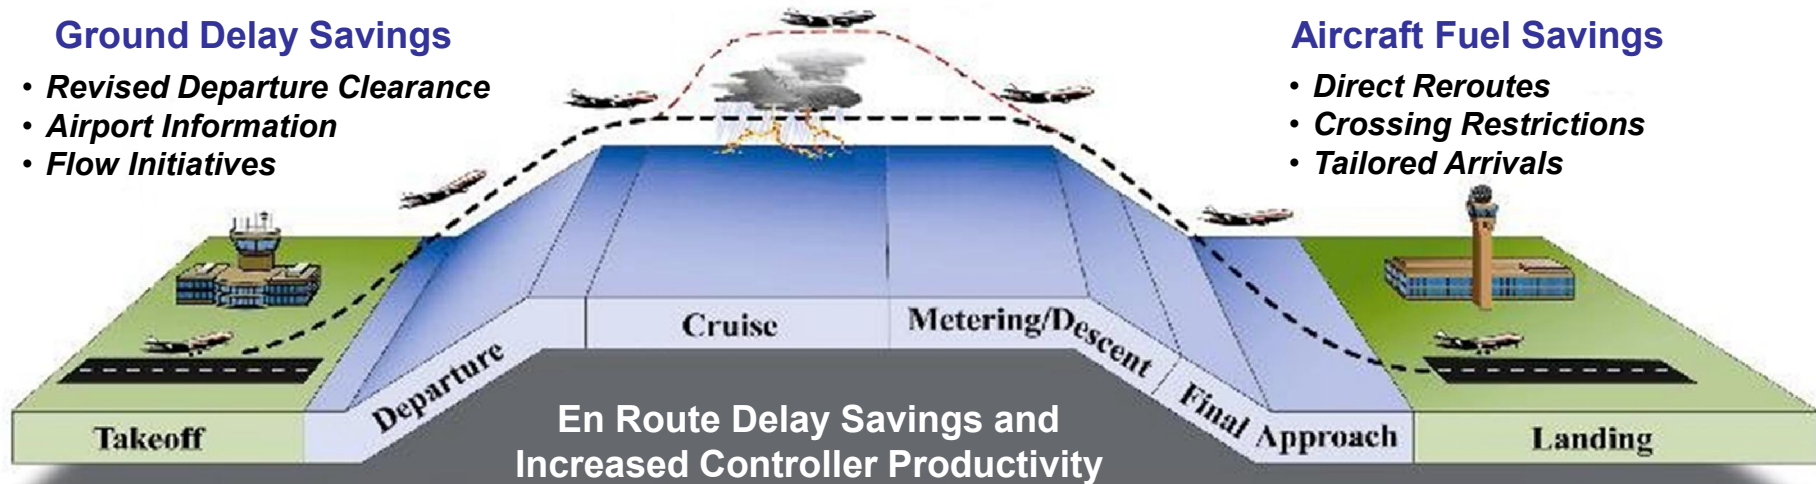 Ground Delay Savings
• Revised Departure Clearance
• Airport Information
• Flow Initiatives
Aircraft Fuel Savings
• Direct Reroutes
• Crossing Restrictions
• Tailored Arrivals
Takeoff
Departure
Cruise
Metering/Descent
Final Approach
Landing
En Route Delay Savings and
Increased Controller Productivity